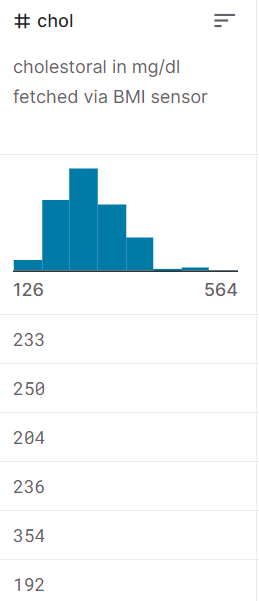 # chol
cholestoral in mg/dl
fetched via BMI sensor
126 564
233
250
204
236
354
192